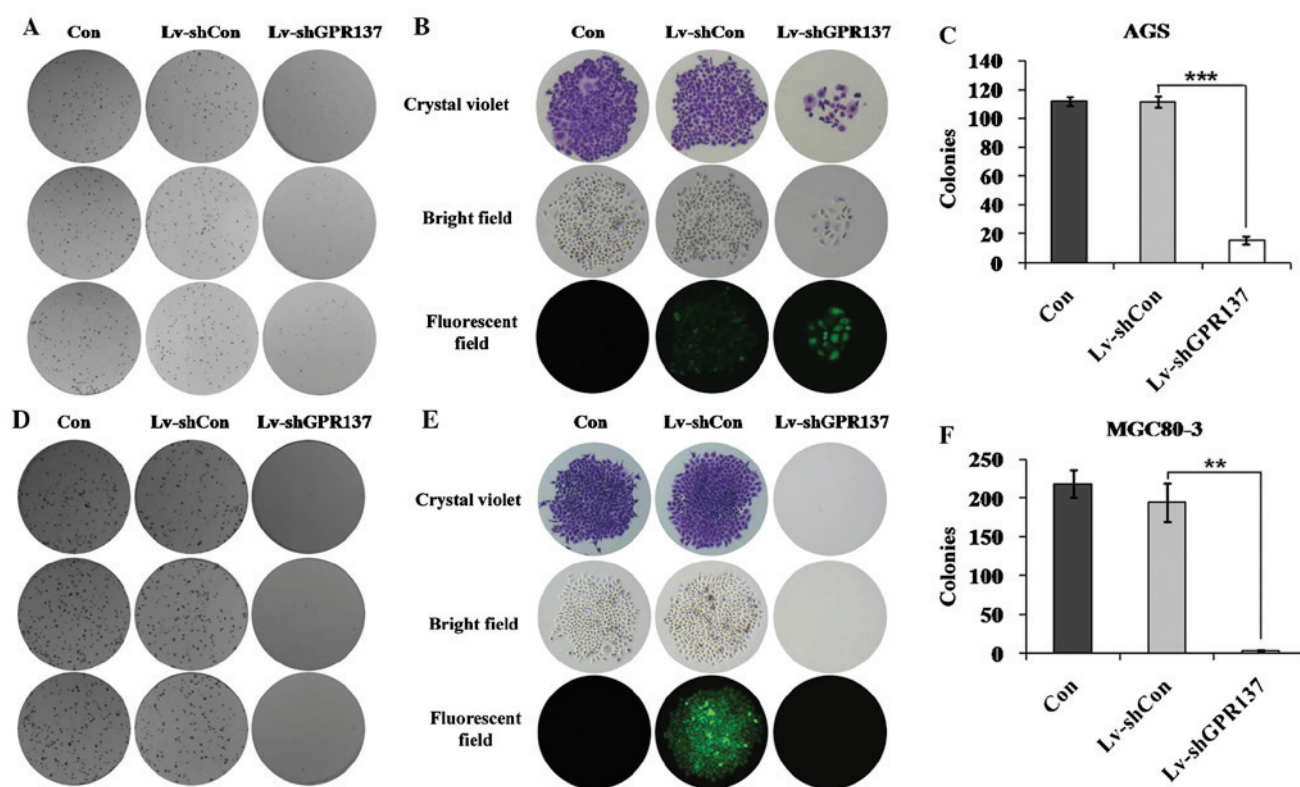 A
Con Lv-shCon Lv-shGPR137
B
Con Lv-shCon Lv-shGPR137
Crystal violet
Bright field
Fluorescent
field
C
AGS
***
Colonies
140
120
100
80
60
40
20
0
Con
Lv-shCon
Lv-shGPR137
D
Con Lv-shCon Lv-shGPR137
E
Con Lv-shCon Lv-shGPR137
Crystal violet
Bright field
Fluorescent
field
F
MGC80-3
**
Colonies
250
200
150
100
50
0
Con
Lv-shCon
Lv-shGPR137